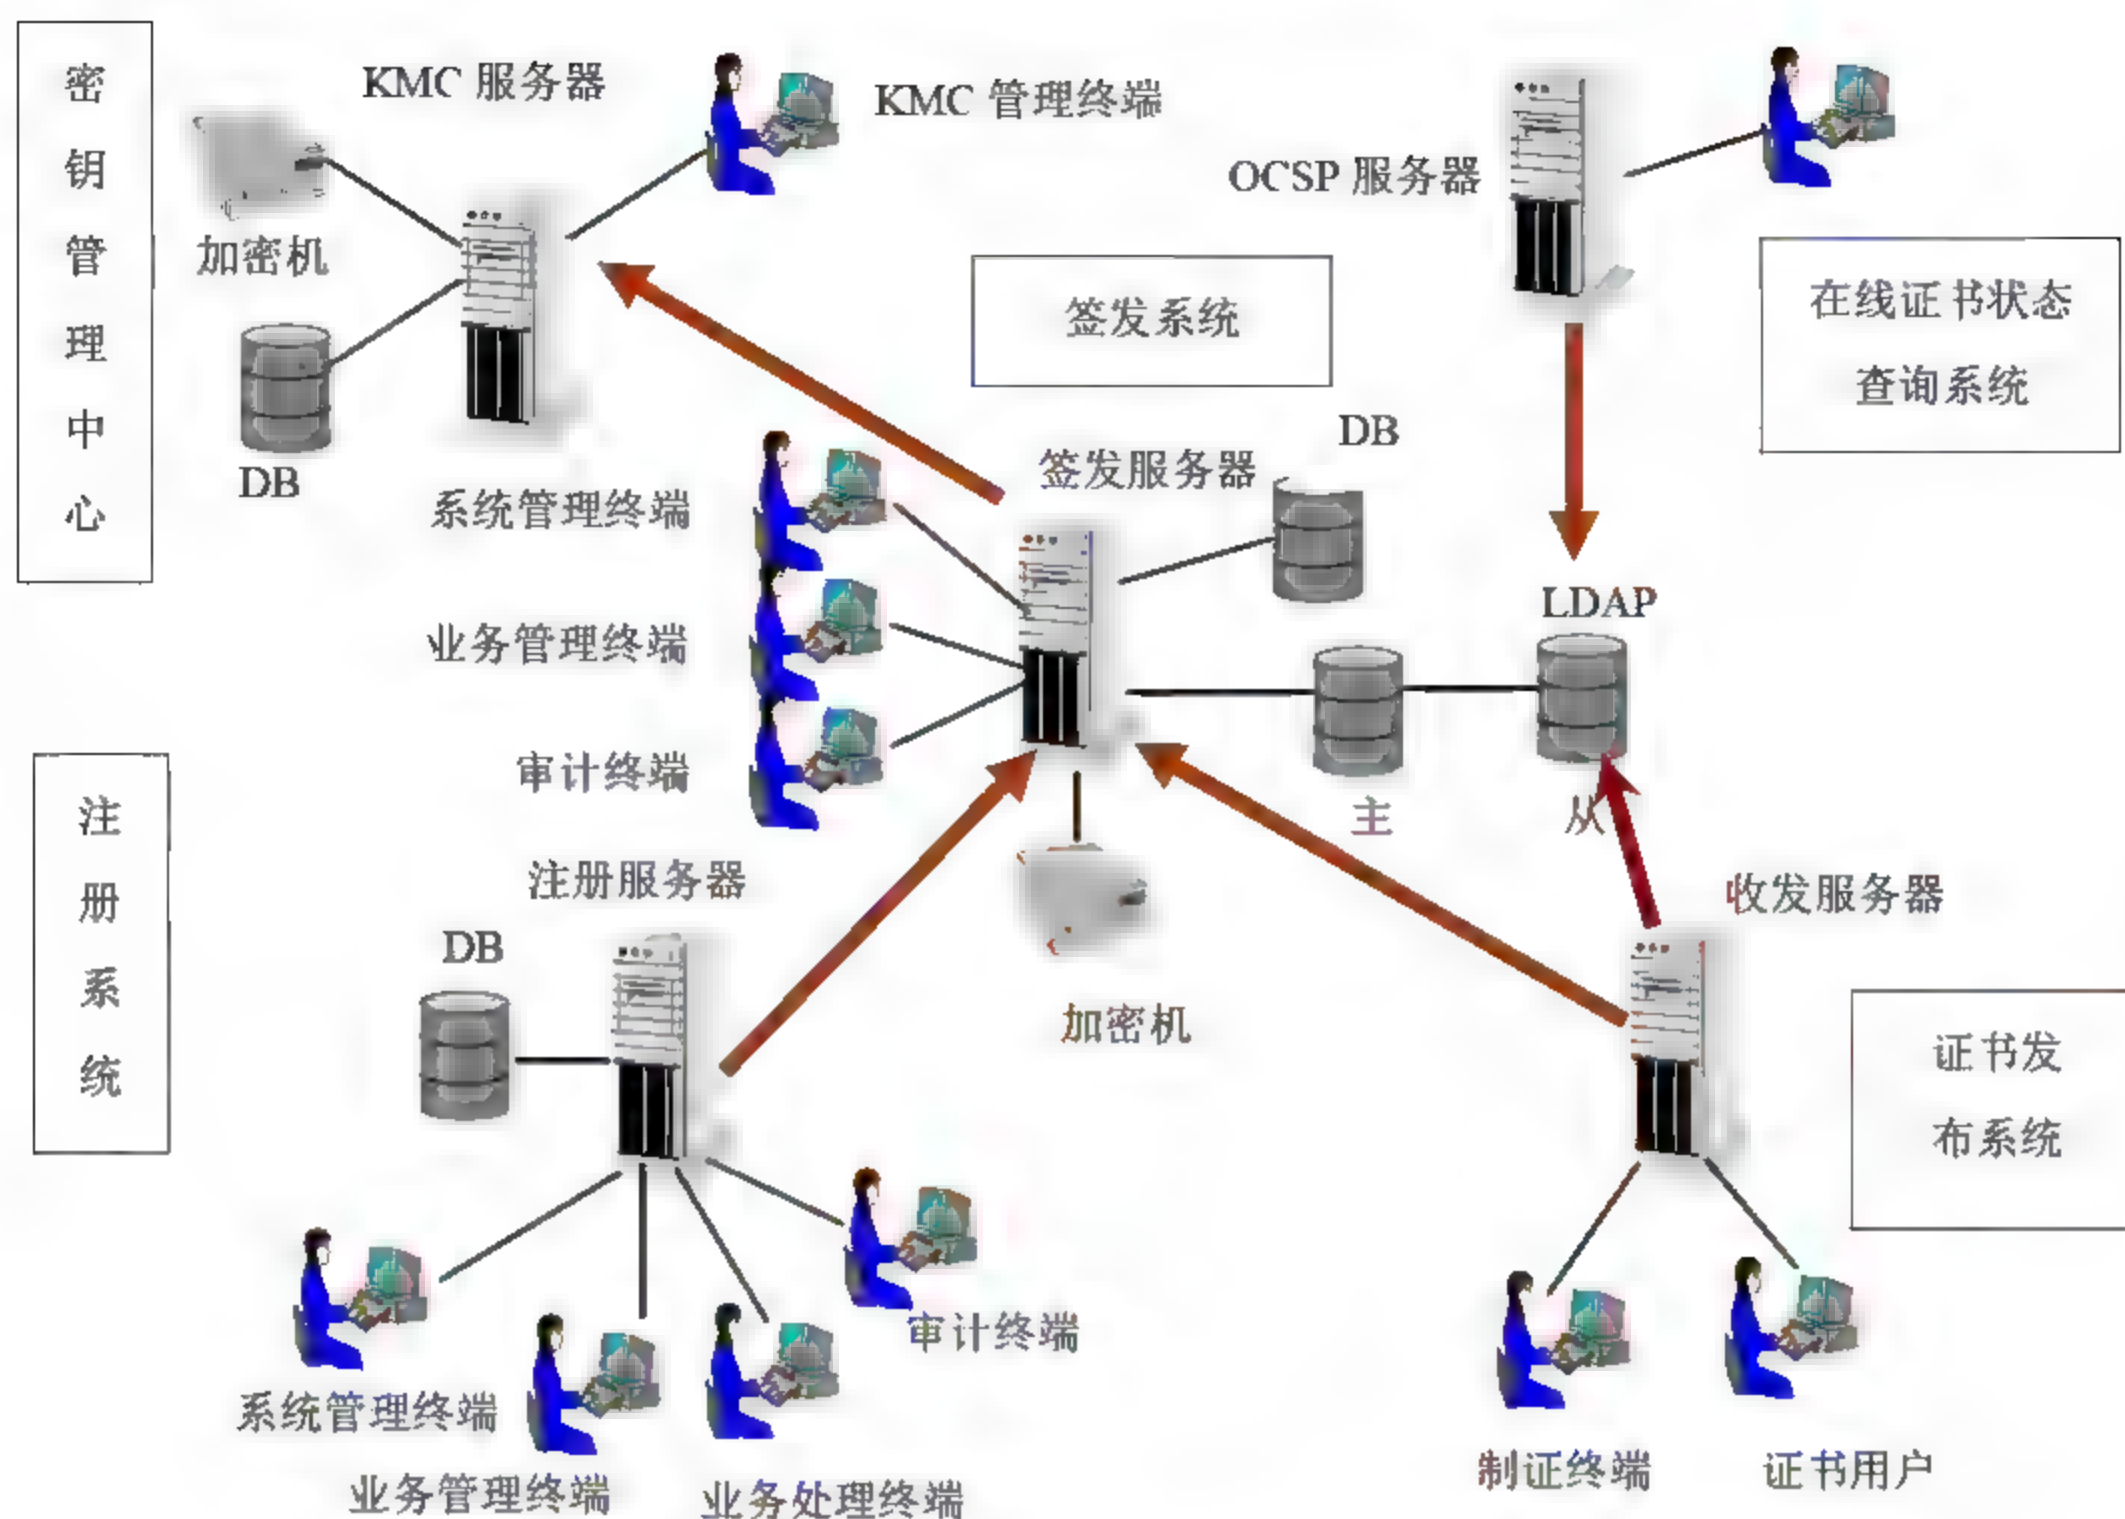 密钥管理中心
KMC 服务器
KMC 管理终端
加密机
DB
OCSP 服务器
在线证书状态
查询系统
签发系统
签发服务器
DB
系统管理终端
业务管理终端
审计终端
LDAP
主
从
加密机
注册系统
注册服务器
DB
系统管理终端
业务管理终端
业务处理终端
审计终端
收发服务器
证书发
布系统
制证终端
证书用户